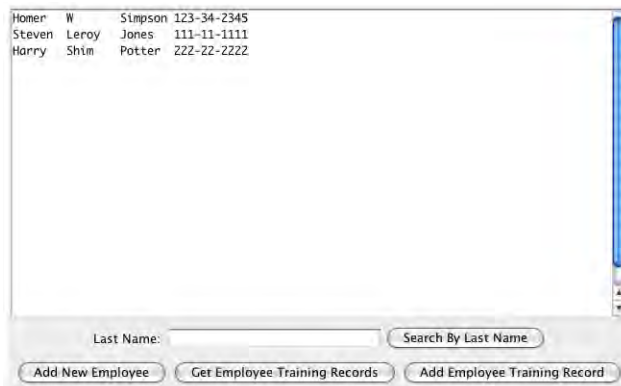 Homer W Simpson 123-34-2345
Steven Leroy Jones 111-11-1111
Harry Shim Potter 222-22-2222
Last Name: Search By Last Name
Add New Employee Get Employee Training Records Add Employee Training Record